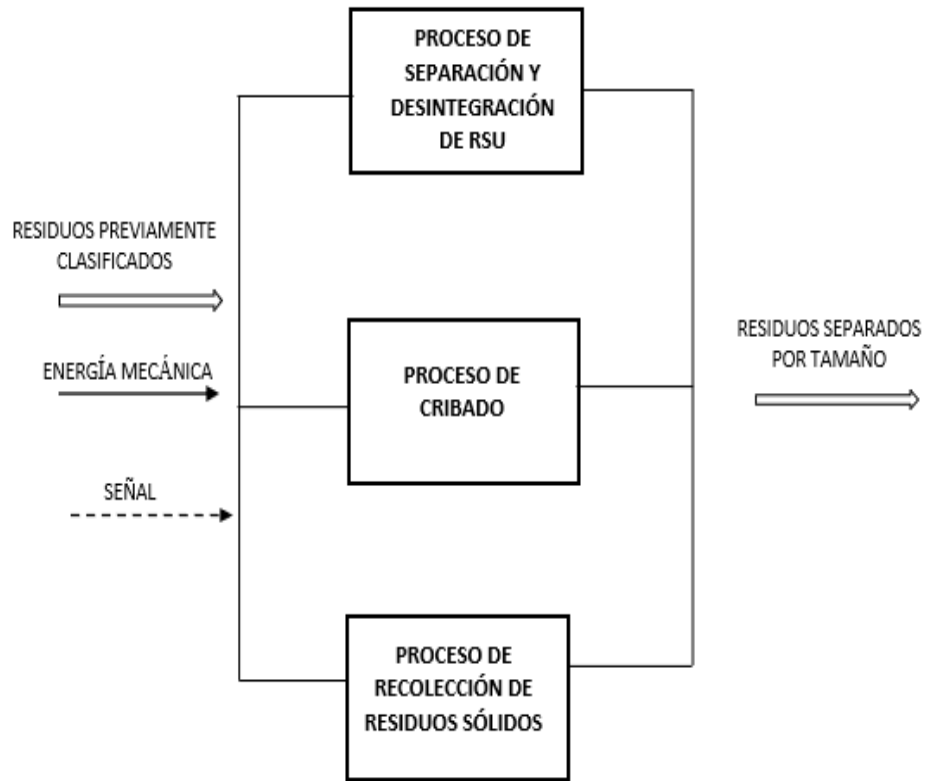 PROCESO DE
SEPARACIÓN Y
DESINTEGRACIÓN
DE RSU
RESIDUOS PREVIAMENTE
CLASIFICADOS
ENERGÍA MECÁNICA
SEÑAL
PROCESO DE
CRIBADO
RESIDUOS SEPARADOS
POR TAMAÑO
PROCESO DE
RECOLECCIÓN DE
RESIDUOS SÓLIDOS